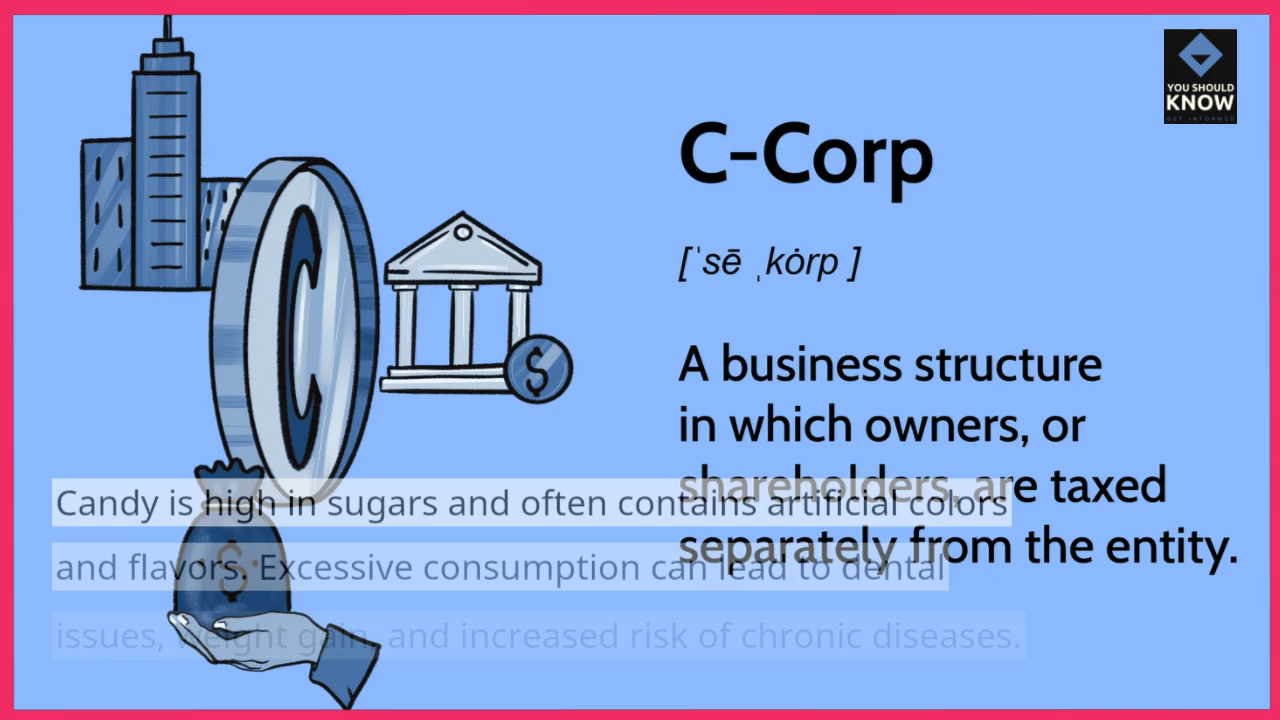 YOU SHOULD
KNOW
GET INFORMED
C-Corp
[ˈsē ˌkȯrp ]
A business structure
in which owners, or
shareholders, are taxed
separately from the entity.
C
$
$
Candy is high in sugars and often contains artificial colors
and flavors. Excessive consumption can lead to dental
issues, weight gain, and increased risk of chronic diseases.